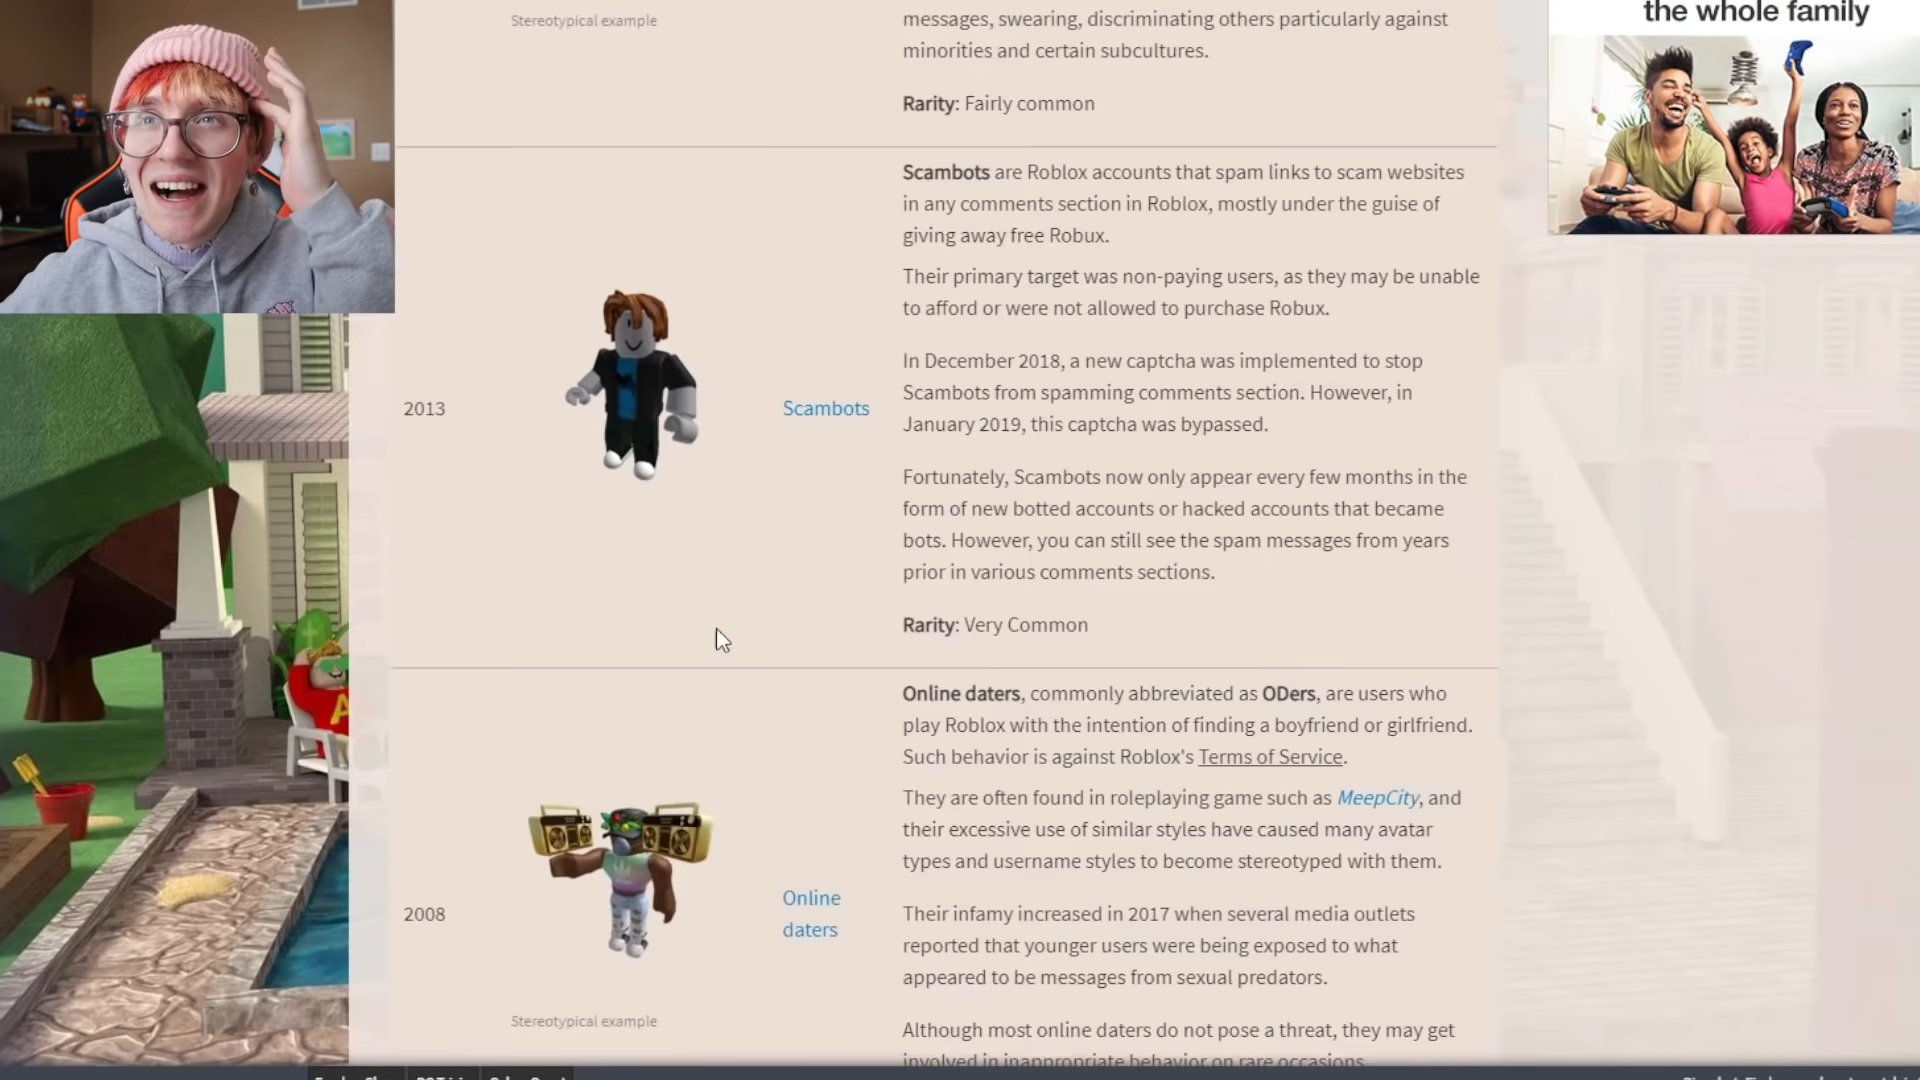 Stereotypical example
messages, swearing, discriminating others particularly against
minorities and certain subcultures.
Rarity: Fairly common
the whole family
2013
Scambots
Scambots are Roblox accounts that spam links to scam websites
in any comments section in Roblox, mostly under the guise of
giving away free Robux.
Their primary target was non-paying users, as they may be unable
to afford or were not allowed to purchase Robux.
In December 2018, a new captcha was implemented to stop
Scambots from spamming comments section. However, in
January 2019, this captcha was bypassed.
Fortunately, Scambots now only appear every few months in the
form of new botted accounts or hacked accounts that became
bots. However, you can still see the spam messages from years
prior in various comments sections.
Rarity: Very Common
2008
Stereotypical example
Online
daters
Online daters, commonly abbreviated as ODers, are users who
play Roblox with the intention of finding a boyfriend or girlfriend.
Such behavior is against Roblox's Terms of Service.
They are often found in roleplaying game such as MeepCity, and
their excessive use of similar styles have caused many avatar
types and username styles to become stereotyped with them.
Their infamy increased in 2017 when several media outlets
reported that younger users were being exposed to what
appeared to be messages from sexual predators.
Although most online daters do not pose a threat, they may get
involved in inappropriate behavior on rare occasions.